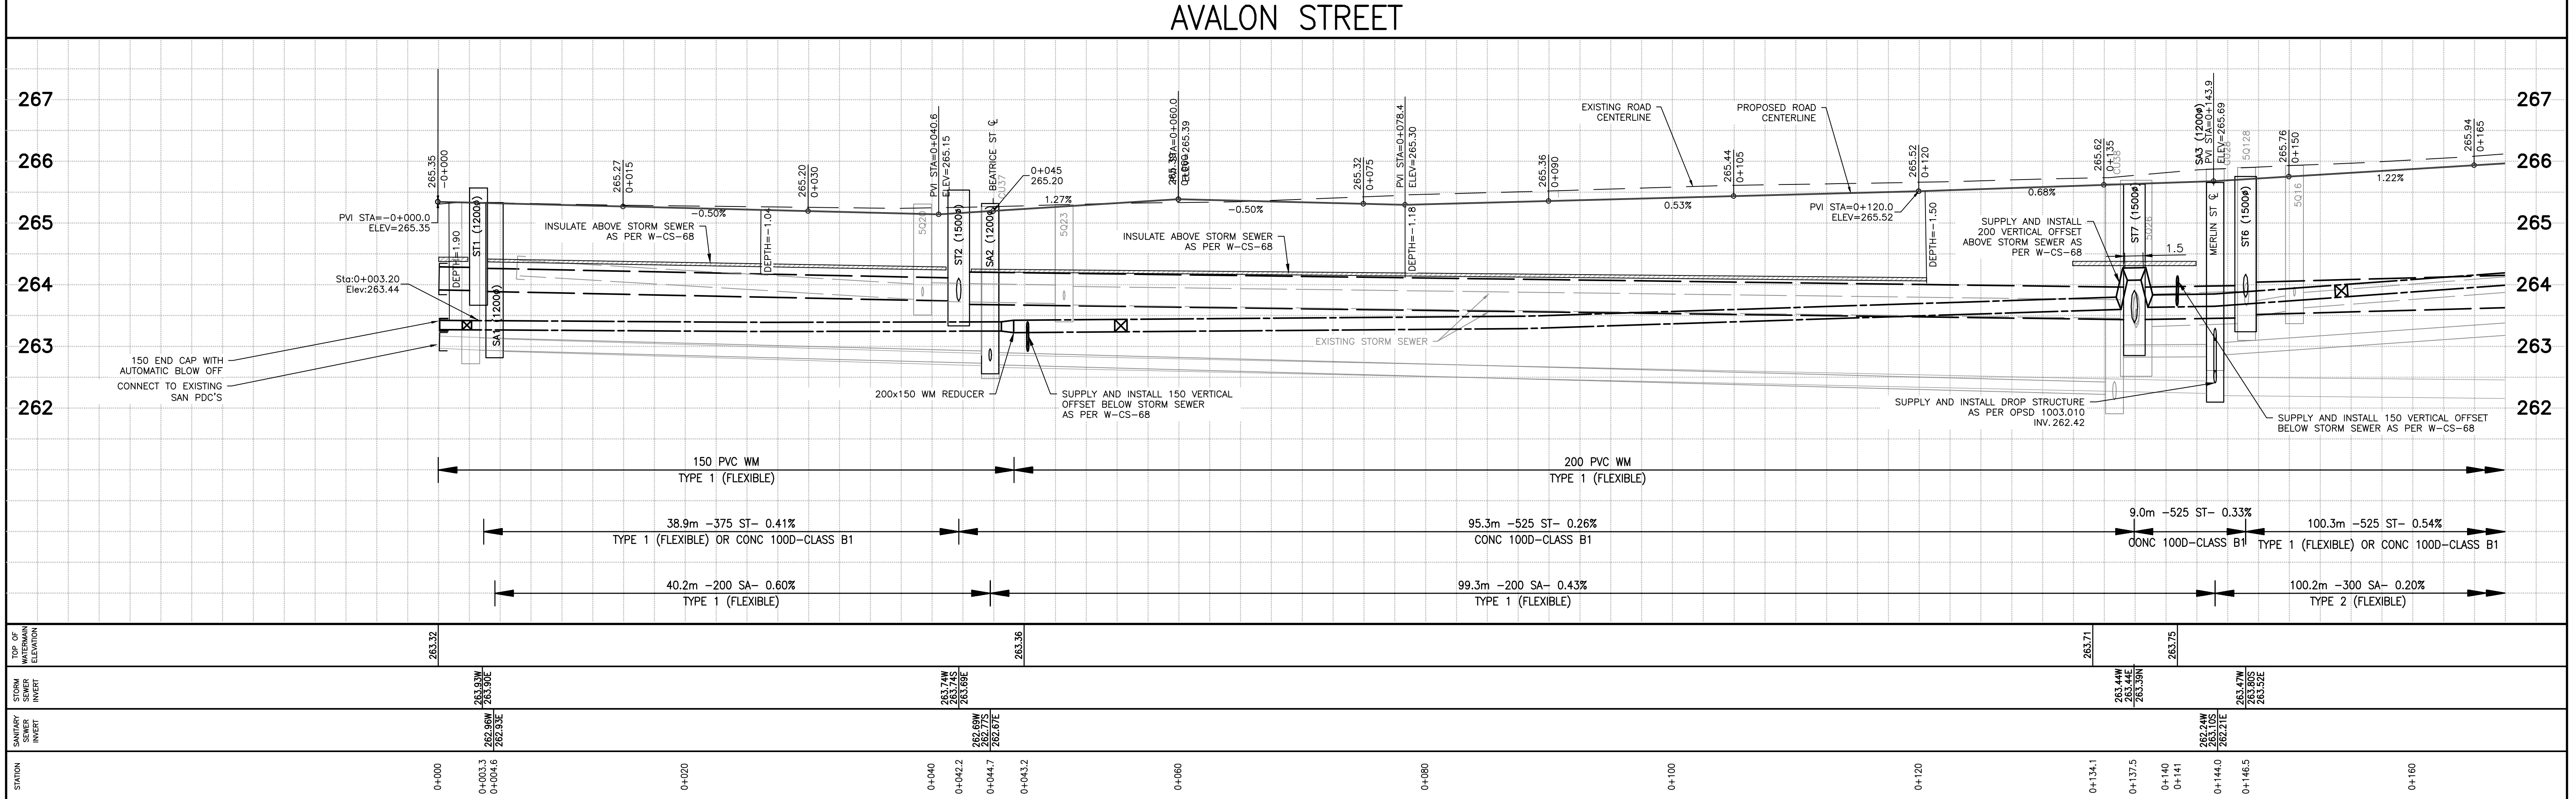 AVALON STREET
267
266
265
264
263
262
267
266
265
264
263
262
265.35
-0+000
PVI STA=-0+000.0
ELEV=265.35
DEPTH=1.90
ST1 (1200ø)
SA1 (1200ø)
Sta:0+003.20
Elev:263.44
150 END CAP WITH
AUTOMATIC BLOW OFF
CONNECT TO EXISTING
SAN PDC'S
265.27
0+015
INSULATE ABOVE STORM SEWER
AS PER W-CS-68
-0.50%
DEPTH=-1.04
265.20
0+030
5Q20
PVI STA=0+040.6
ELEV=265.15
ST2 (1500ø)
SA2 (1200ø)
BEATRICE ST ℄
0+045
265.20
1.27%
5Q23
200x150 WM REDUCER
SUPPLY AND INSTALL 150 VERTICAL
OFFSET BELOW STORM SEWER
AS PER W-CS-68
PVI STA=0+060.0
ELEV=265.39
INSULATE ABOVE STORM SEWER
AS PER W-CS-68
-0.50%
265.32
0+075
PVI STA=0+078.4
ELEV=265.30
DEPTH=-1.18
EXISTING STORM SEWER
265.36
0+090
EXISTING ROAD
CENTERLINE
0.53%
265.44
0+105
PROPOSED ROAD
CENTERLINE
PVI STA=0+120.0
ELEV=265.52
265.52
0+120
DEPTH=-1.50
0.68%
SUPPLY AND INSTALL
200 VERTICAL OFFSET
ABOVE STORM SEWER AS
PER W-CS-68
265.62
0+135
ST7 (1500ø)
5Q26
1.5
SUPPLY AND INSTALL DROP STRUCTURE
AS PER OPSD 1003.010
INV. 262.42
SA3 (1200ø)
MERLIN ST ℄
PVI STA=0+143.9
ELEV=265.69
ST6 (1500ø)
5Q128
265.76
0+150
5Q16
1.22%
265.94
0+165
SUPPLY AND INSTALL 150 VERTICAL OFFSET
BELOW STORM SEWER AS PER W-CS-68
150 PVC WM
TYPE 1 (FLEXIBLE)
200 PVC WM
TYPE 1 (FLEXIBLE)
38.9m -375 ST- 0.41%
TYPE 1 (FLEXIBLE) OR CONC 100D-CLASS B1
95.3m -525 ST- 0.26%
CONC 100D-CLASS B1
9.0m -525 ST- 0.33%
CONC 100D-CLASS B1
100.3m -525 ST- 0.54%
TYPE 1 (FLEXIBLE) OR CONC 100D-CLASS B1
40.2m -200 SA- 0.60%
TYPE 1 (FLEXIBLE)
99.3m -200 SA- 0.43%
TYPE 1 (FLEXIBLE)
100.2m -300 SA- 0.20%
TYPE 2 (FLEXIBLE)
TOP OF
WATERMAIN
ELEVATION
263.32
263.36
263.71
263.75
STORM
SEWER
INVERT
263.93W
263.90E
263.74W
263.74S
263.69E
263.44W
263.44E
263.39N
263.47W
263.80S
263.52E
SANITARY
SEWER
INVERT
262.96W
262.93E
262.69W
262.77S
262.67E
262.24W
263.10S
262.21E
STATION
0+000
0+003.3
0+004.6
0+020
0+040
0+042.2
0+044.7
0+043.2
0+060
0+080
0+100
0+120
0+134.1
0+137.5
0+140
0+141
0+144.0
0+146.5
0+160